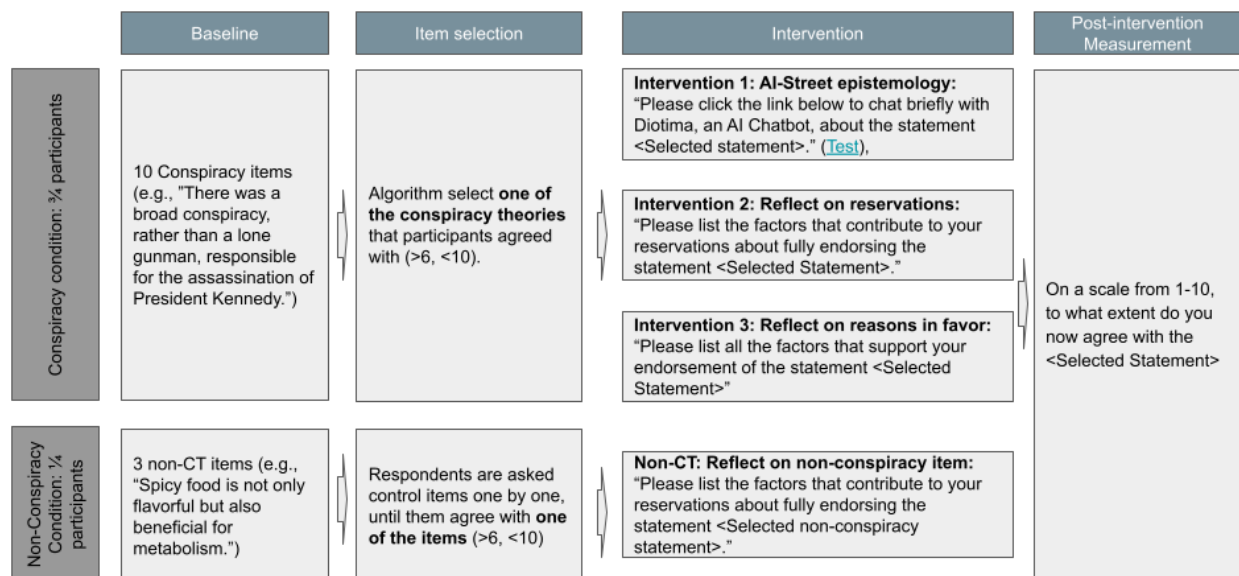 Baseline
Item selection
Intervention
Post-intervention
Measurement
Conspiracy condition: ¾ participants
10 Conspiracy items
(e.g., "There was a
broad conspiracy,
rather than a lone
gunman, responsible
for the assassination of
President Kennedy.")
Algorithm select one of
the conspiracy theories
that participants agreed
with (>6, <10).
Intervention 1: AI-Street epistemology:
“Please click the link below to chat briefly with
Diotima, an AI Chatbot, about the statement
<Selected statement>.” (Test),
Intervention 2: Reflect on reservations:
“Please list the factors that contribute to your
reservations about fully endorsing the
statement <Selected Statement>.”
Intervention 3: Reflect on reasons in favor:
“Please list all the factors that support your
endorsement of the statement <Selected
Statement>”
On a scale from 1-10,
to what extent do you
now agree with the
<Selected Statement>
Non-Conspiracy
Condition: ¼
participants
3 non-CT items (e.g.,
“Spicy food is not only
flavorful but also
beneficial for
metabolism.”)
Respondents are asked
control items one by one,
until them agree with one
of the items (>6, <10)
Non-CT: Reflect on non-conspiracy item:
“Please list the factors that contribute to your
reservations about fully endorsing the
statement <Selected non-conspiracy
statement>.”